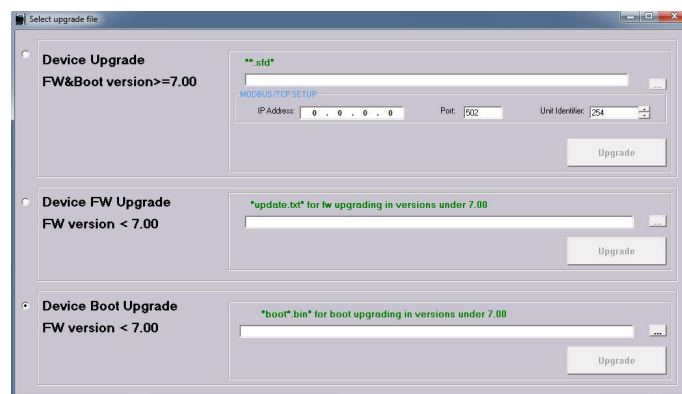 Select upgrade file
Device Upgrade
FW&Boot version>=7.00
"*.sfd"
...
MODBUS/TCP SETUP
IP Address: 0 . 0 . 0 . 0 Port: 502 Unit Identifier: 254
Upgrade
Device FW Upgrade
FW version < 7.00
"update.txt" for fw upgrading in versions under 7.00
...
Upgrade
Device Boot Upgrade
FW version < 7.00
"boot*.bin" for boot upgrading in versions under 7.00
...
Upgrade